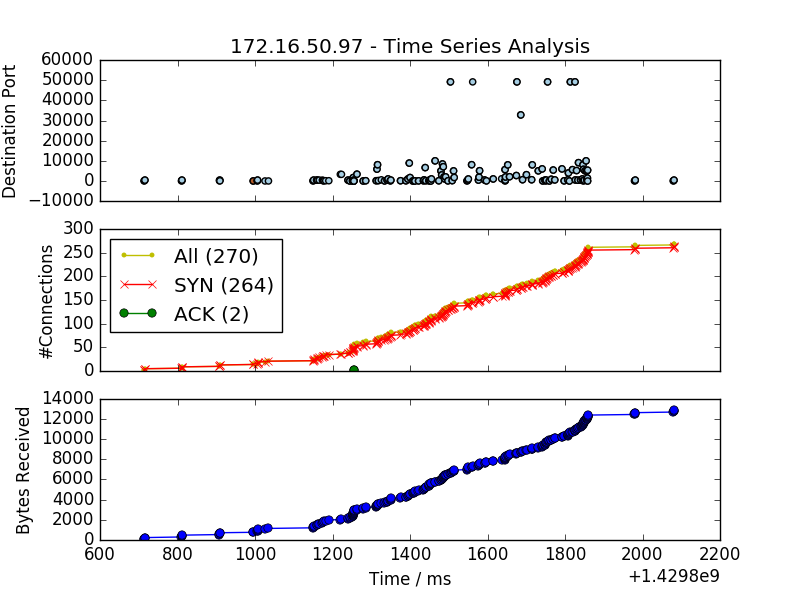 172.16.50.97 - Time Series Analysis
Destination Port
60000
50000
40000
30000
20000
10000
0
−10000
#Connections
300
250
200
150
100
50
0
All (270)
SYN (264)
ACK (2)
Bytes Received
14000
12000
10000
8000
6000
4000
2000
0
600 800 1000 1200 1400 1600 1800 2000 2200
Time / ms
+1.4298e9